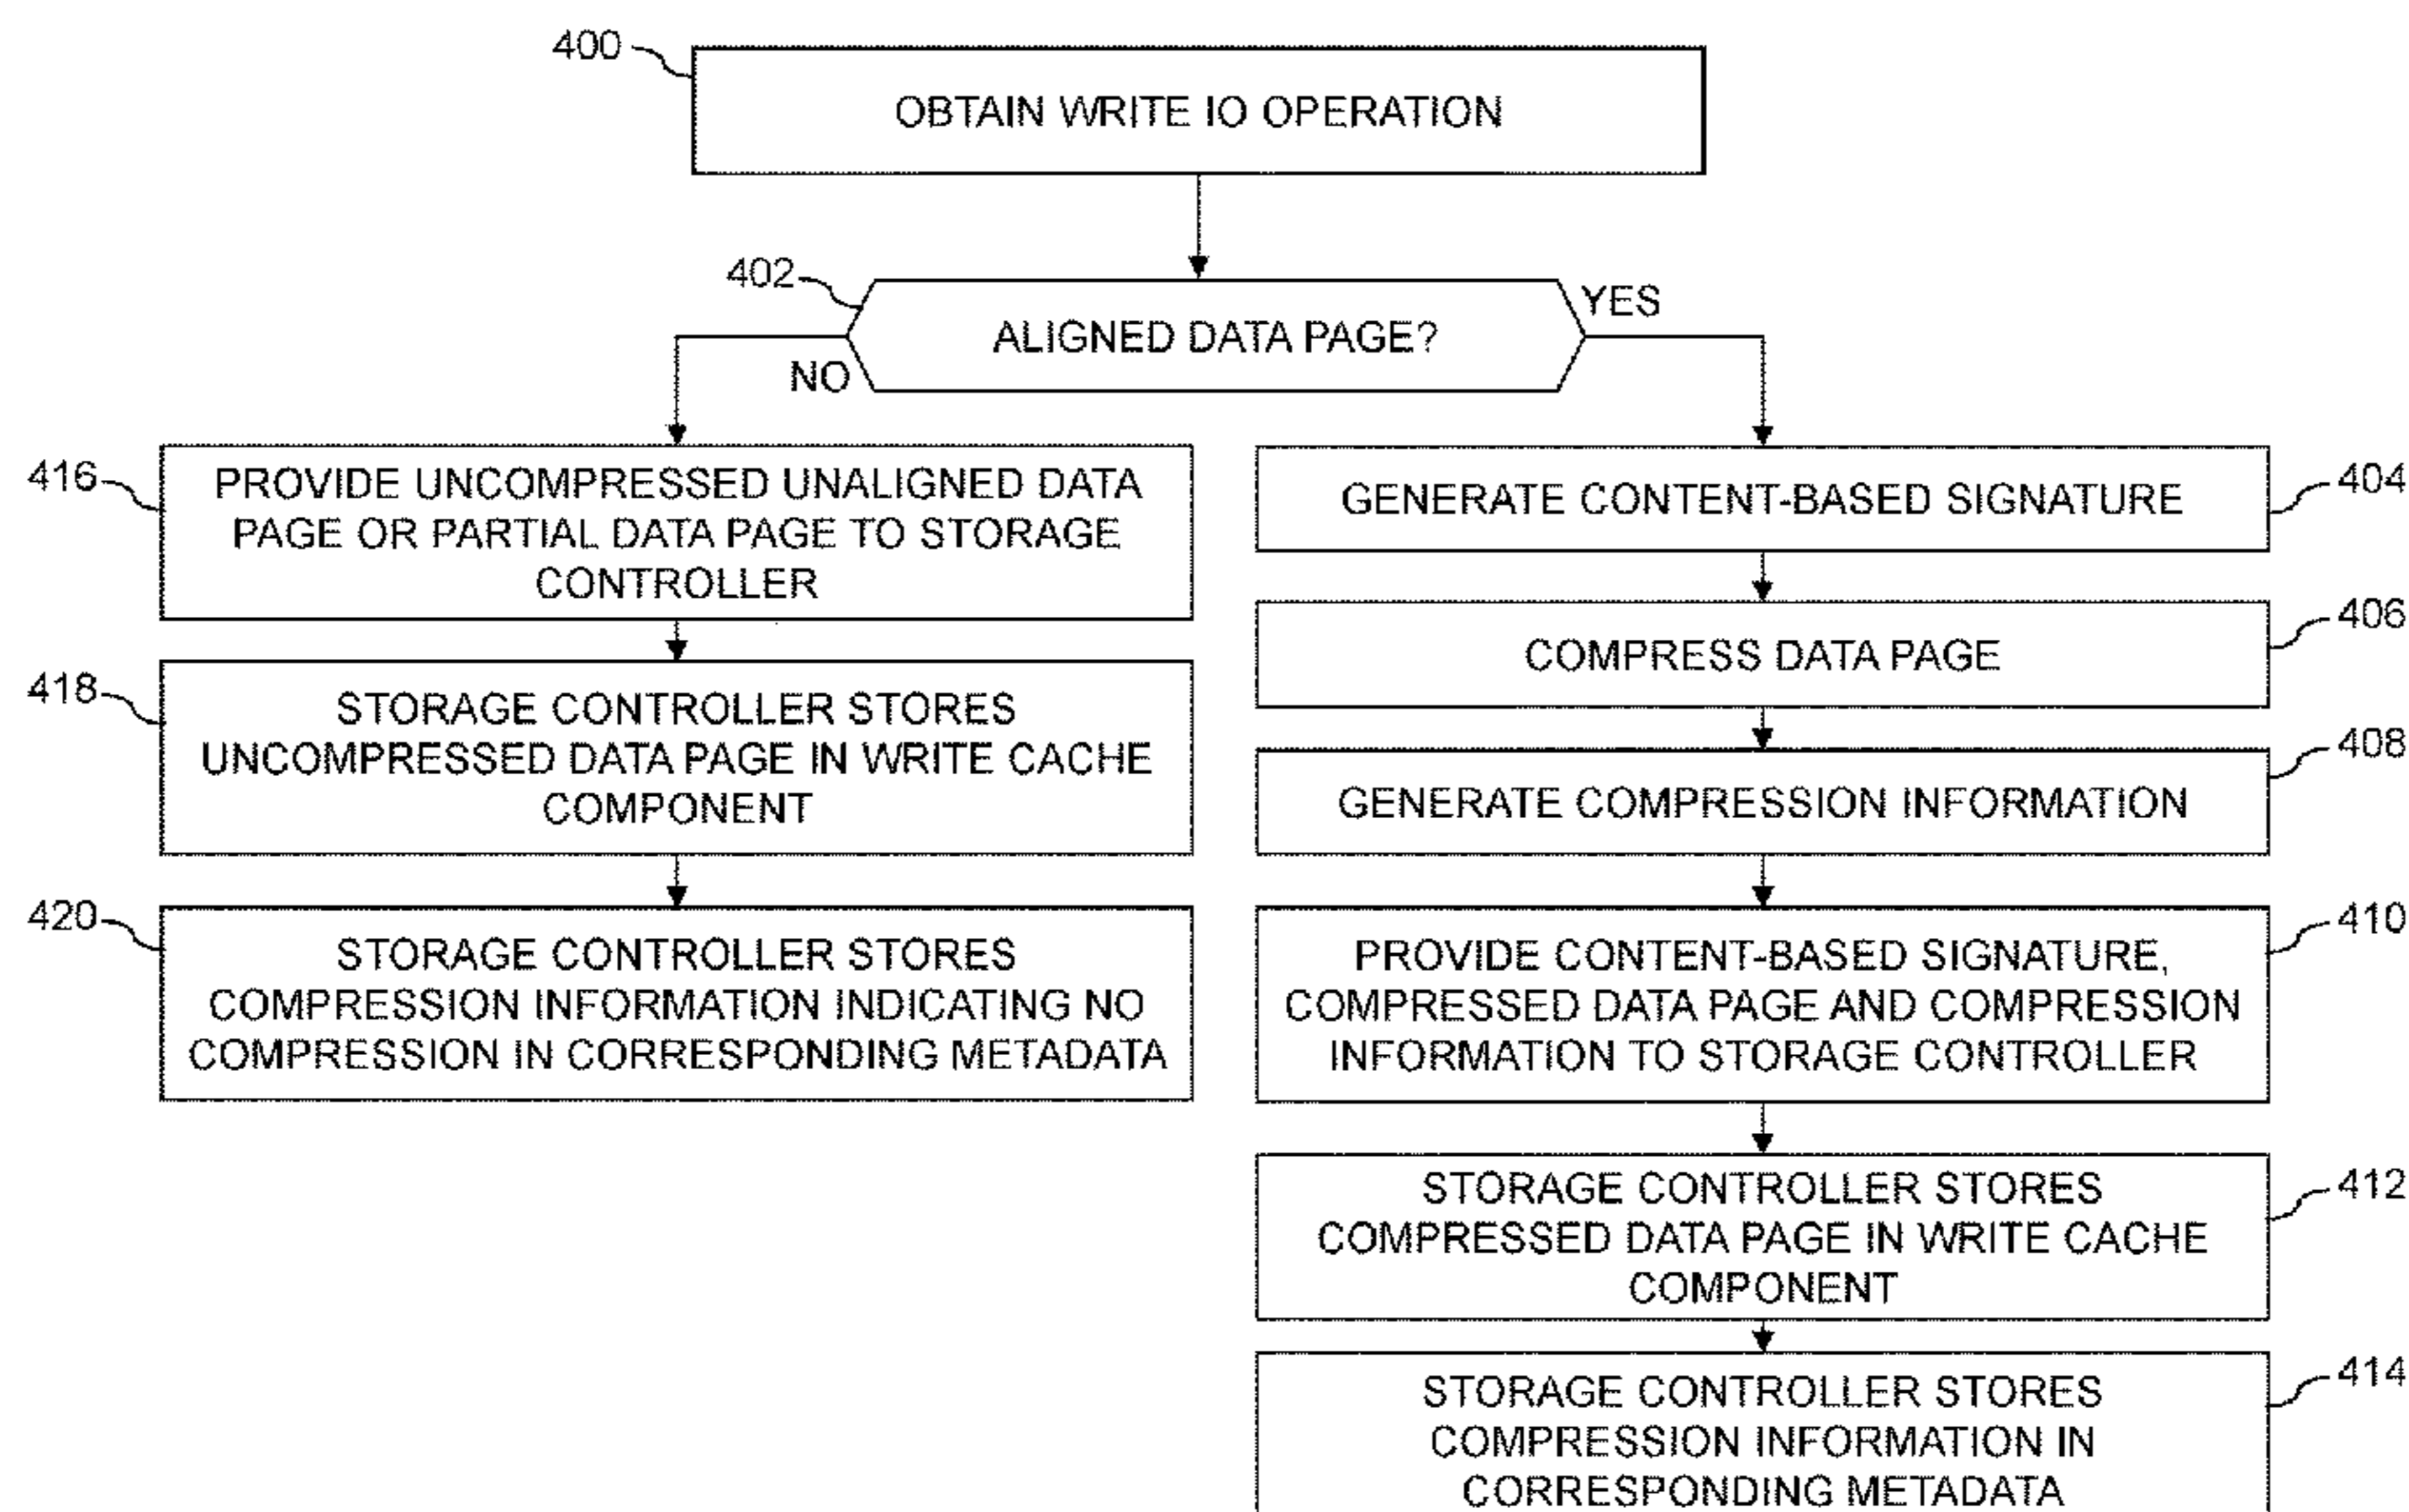 400
OBTAIN WRITE IO OPERATION
402
ALIGNED DATA PAGE?
YES
NO
416
PROVIDE UNCOMPRESSED UNALIGNED DATA
PAGE OR PARTIAL DATA PAGE TO STORAGE
CONTROLLER
418
STORAGE CONTROLLER STORES
UNCOMPRESSED DATA PAGE IN WRITE CACHE
COMPONENT
420
STORAGE CONTROLLER STORES
COMPRESSION INFORMATION INDICATING NO
COMPRESSION IN CORRESPONDING METADATA
GENERATE CONTENT-BASED SIGNATURE
404
COMPRESS DATA PAGE
406
GENERATE COMPRESSION INFORMATION
408
PROVIDE CONTENT-BASED SIGNATURE,
COMPRESSED DATA PAGE AND COMPRESSION
INFORMATION TO STORAGE CONTROLLER
410
STORAGE CONTROLLER STORES
COMPRESSED DATA PAGE IN WRITE CACHE
COMPONENT
412
STORAGE CONTROLLER STORES
COMPRESSION INFORMATION IN
CORRESPONDING METADATA
414